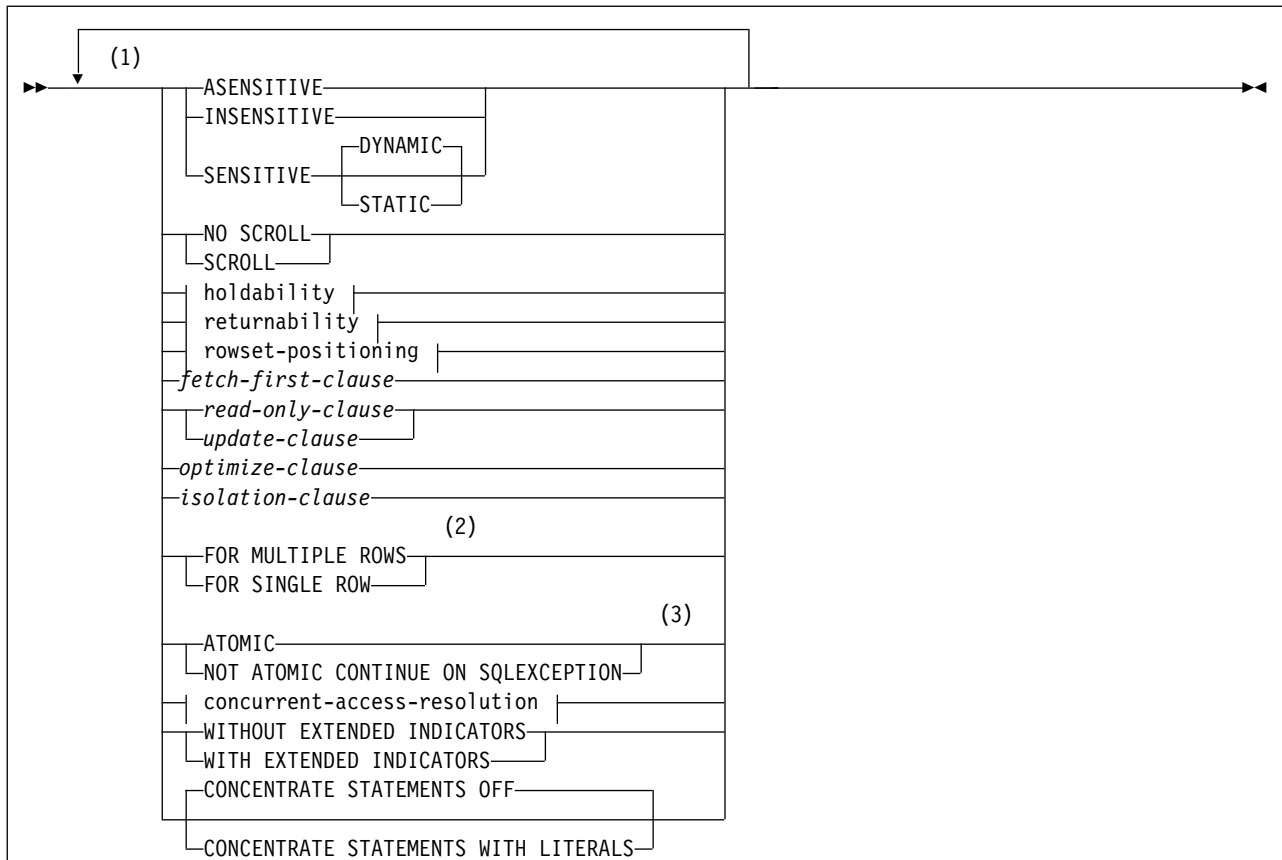 (1)
ASENSITIVE
INSENSITIVE
DYNAMIC
SENSITIVE
STATIC
NO SCROLL
SCROLL
holdability
returnability
rowset-positioning
fetch-first-clause
read-only-clause
update-clause
optimize-clause
isolation-clause
(2)
FOR MULTIPLE ROWS
FOR SINGLE ROW
(3)
ATOMIC
NOT ATOMIC CONTINUE ON SQLEXCEPTION
concurrent-access-resolution
WITHOUT EXTENDED INDICATORS
WITH EXTENDED INDICATORS
CONCENTRATE STATEMENTS OFF
CONCENTRATE STATEMENTS WITH LITERALS